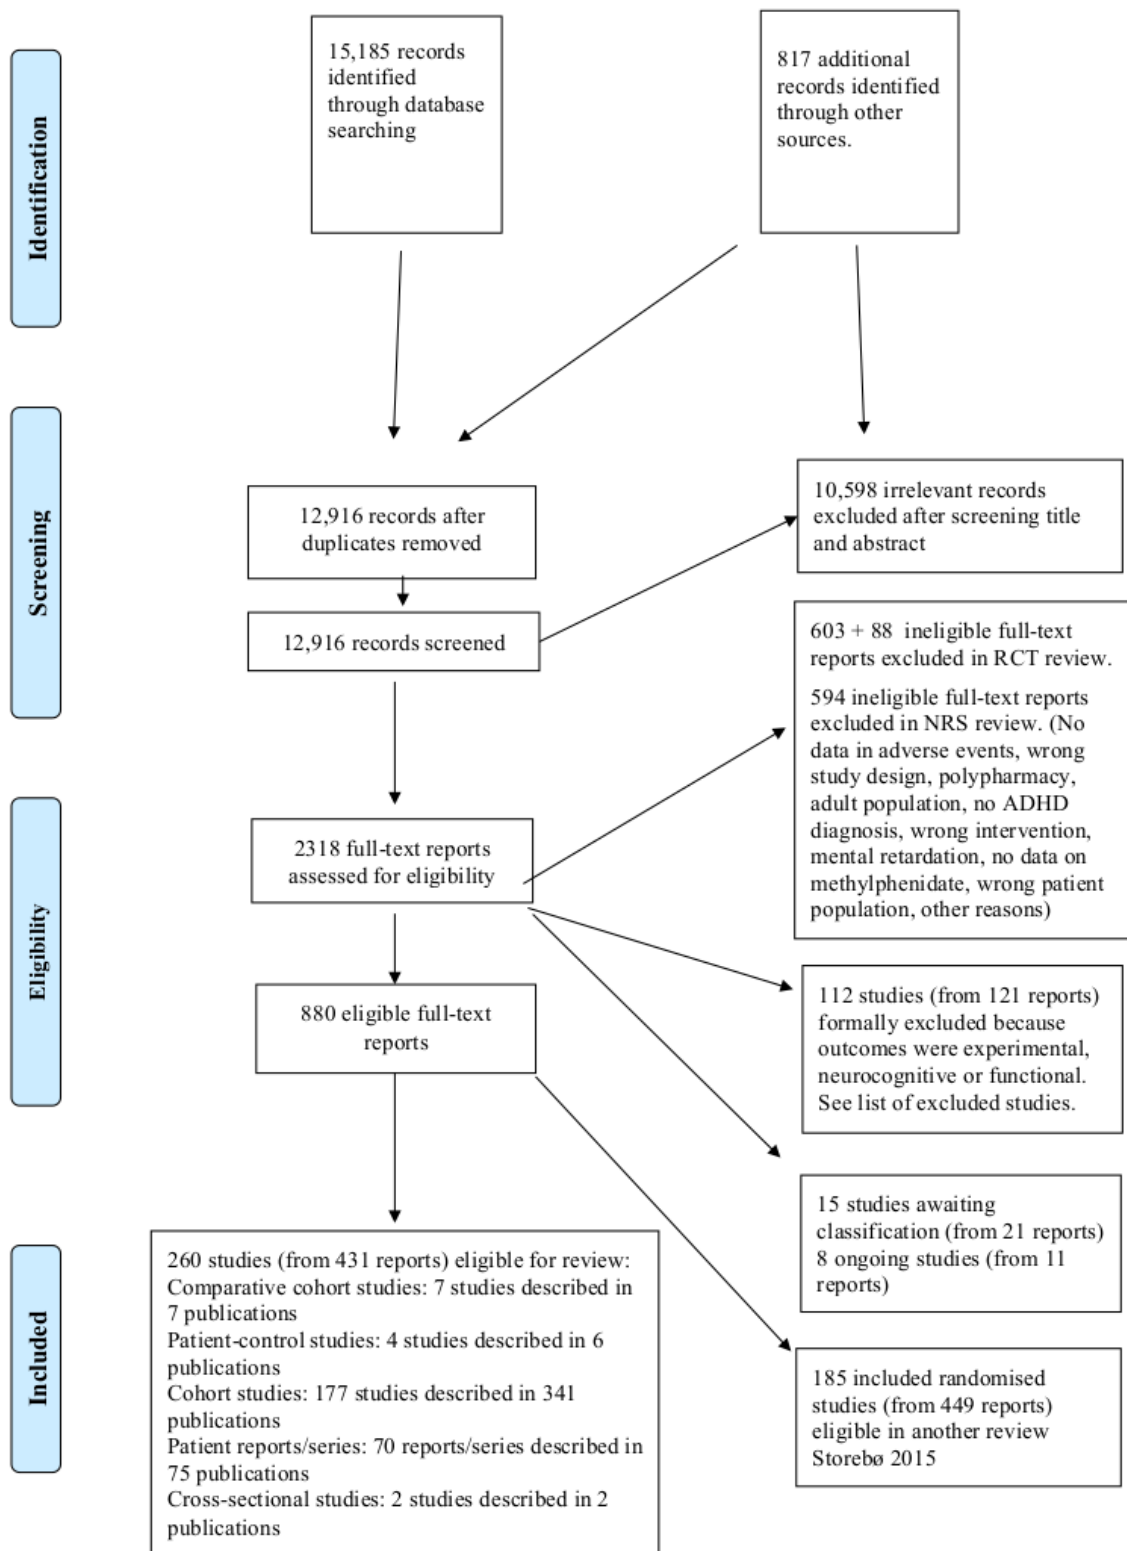 Identification
15,185 records
identified
through database
searching
817 additional
records identified
through other
sources.
Screening
12,916 records after
duplicates removed
10,598 irrelevant records
excluded after screening title
and abstract
12,916 records screened
603 + 88 ineligible full-text
reports excluded in RCT review.
594 ineligible full-text reports
excluded in NRS review. (No
data in adverse events, wrong
study design, polypharmacy,
adult population, no ADHD
diagnosis, wrong intervention,
mental retardation, no data on
methylphenidate, wrong patient
population, other reasons)
Eligibility
2318 full-text reports
assessed for eligibility
880 eligible full-text
reports
112 studies (from 121 reports)
formally excluded because
outcomes were experimental,
neurocognitive or functional.
See list of excluded studies.
15 studies awaiting
classification (from 21 reports)
8 ongoing studies (from 11
reports)
Included
260 studies (from 431 reports) eligible for review:
Comparative cohort studies: 7 studies described in
7 publications
Patient-control studies: 4 studies described in 6
publications
Cohort studies: 177 studies described in 341
publications
Patient reports/series: 70 reports/series described in
75 publications
Cross-sectional studies: 2 studies described in 2
publications
185 included randomised
studies (from 449 reports)
eligible in another review
Storebø 2015